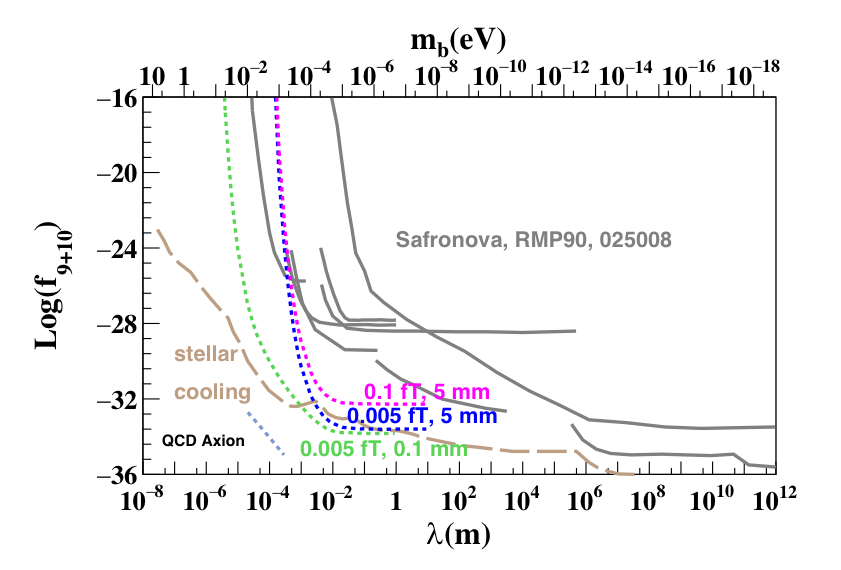 m_b(eV)
10 1 10^−2 10^−4 10^−6 10^−8 10^−10 10^−12 10^−14 10^−16 10^−18
−16
−20
−24
−28
−32
−36
Log(f_9+10)
Safronova, RMP90, 025008
stellar
cooling
0.1 fT, 5 mm
0.005 fT, 5 mm
0.005 fT, 0.1 mm
QCD Axion
10^−8 10^−6 10^−4 10^−2 1 10^2 10^4 10^6 10^8 10^10 10^12
λ(m)